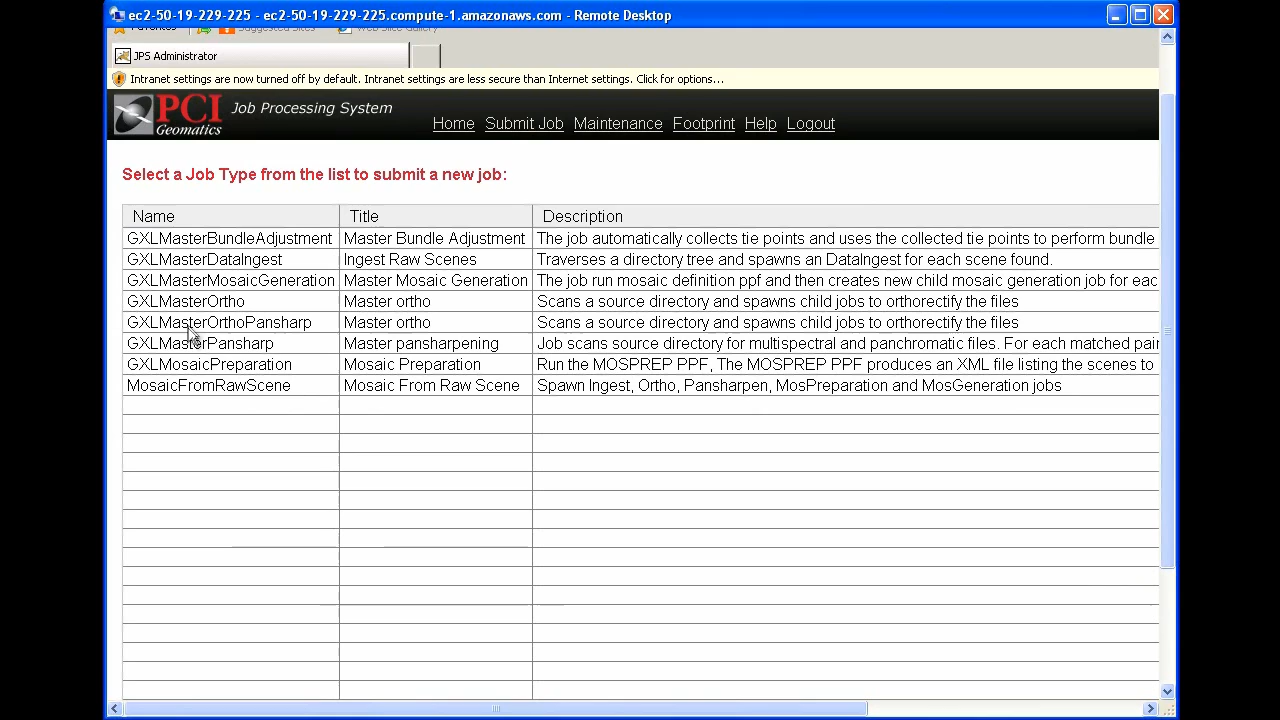 ec2-50-19-229-225 - ec2-50-19-229-225.compute-1.amazonaws.com - Remote Desktop
Favorites Suggested Sites Web Slice Gallery
JPS Administrator
Intranet settings are now turned off by default. Intranet settings are less secure than Internet settings. Click for options...
PCI Geomatics Job Processing System
Home Submit Job Maintenance Footprint Help Logout
Select a Job Type from the list to submit a new job:
Name Title Description
GXLMasterBundleAdjustment Master Bundle Adjustment The job automatically collects tie points and uses the collected tie points to perform bundle
GXLMasterDataIngest Ingest Raw Scenes Traverses a directory tree and spawns an DataIngest for each scene found.
GXLMasterMosaicGeneration Master Mosaic Generation The job run mosaic definition ppf and then creates new child mosaic generation job for eac
GXLMasterOrtho Master ortho Scans a source directory and spawns child jobs to orthorectify the files
GXLMasterOrthoPansharp Master ortho Scans a source directory and spawns child jobs to orthorectify the files
GXLMasterPansharp Master pansharpening Job scans source directory for multispectral and panchromatic files. For each matched pair
GXLMosaicPreparation Mosaic Preparation Run the MOSPREP PPF, The MOSPREP PPF produces an XML file listing the scenes to
MosaicFromRawScene Mosaic From Raw Scene Spawn Ingest, Ortho, Pansharpen, MosPreparation and MosGeneration jobs